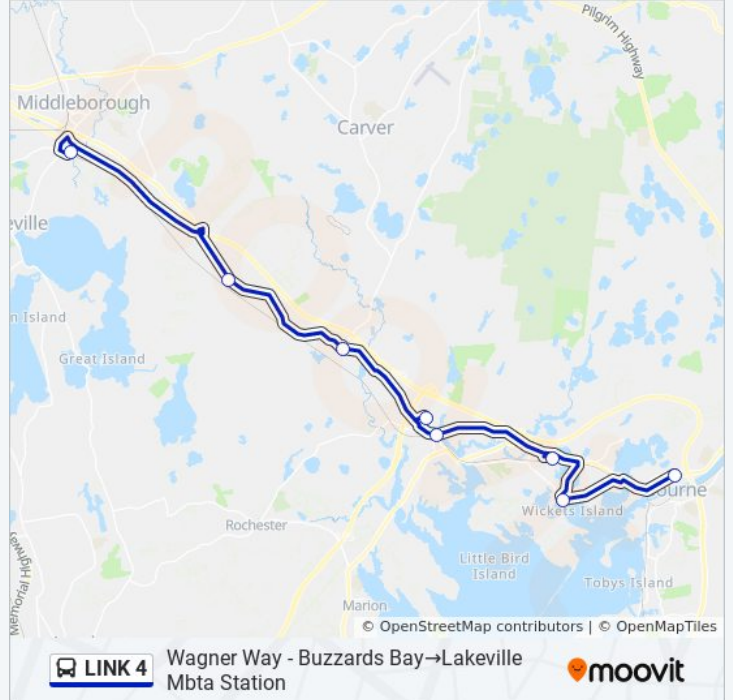 Pilgrim Highway
Middleborough
Carver
eville
n Island
Great Island
ourne
Wickets Island
Rochester
Little Bird
Island
Tobys Island
Memorial Highway
Marion
© OpenStreetMap contributors | © OpenMapTiles
LINK 4
Wagner Way - Buzzards Bay→Lakeville
Mbta Station
moovit